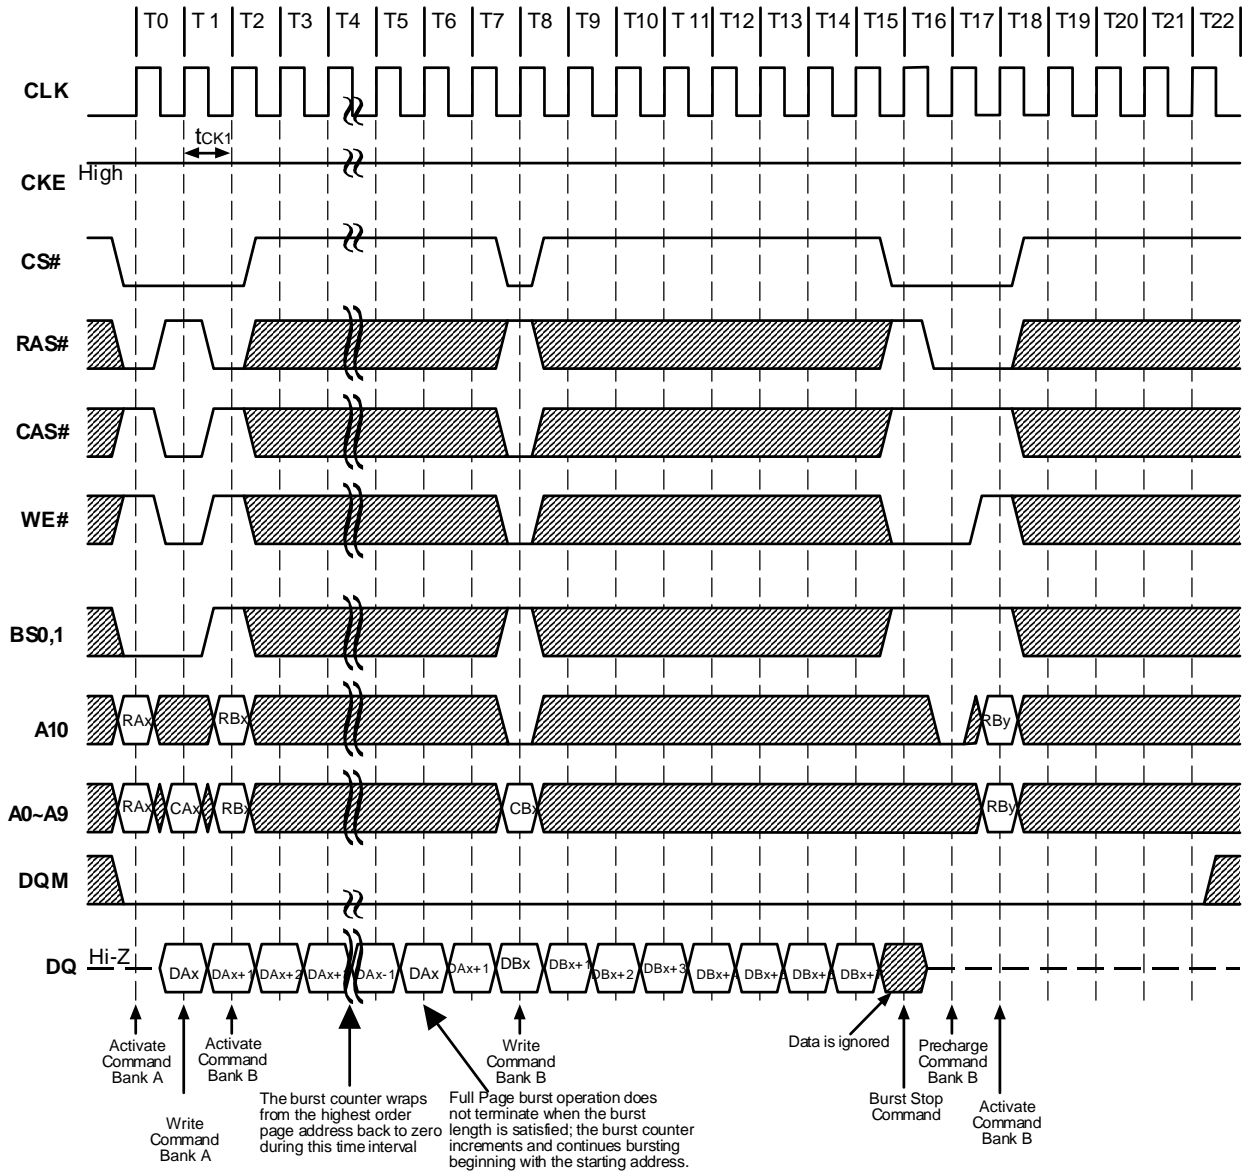 T0 T 1 T2 T3 T4 T5 T6 T7 T8 T9 T10 T 11 T12 T13 T14 T15 T16 T17 T18 T19 T20 T21 T22
CLK
tCK1
High
CKE
CS#
RAS#
CAS#
WE#
BS0,1
RAx RBx RBy
A10
RAx CAx RBx CBx RBy
A0~A9
DQM
Hi-Z
DQ
DAx DAx+1 DAx+2 DAx-1 DAx DAx+1 DBx DBx+1 DBx+2 DBx+3
Activate
Command
Bank A
Write
Command
Bank A
Activate
Command
Bank B
The burst counter wraps
from the highest order
page address back to zero
during this time interval
Full Page burst operation does
not terminate when the burst
length is satisfied; the burst counter
increments and continues bursting
beginning with the starting address.
Write
Command
Bank B
Data is ignored
Burst Stop
Command
Precharge
Command
Bank B
Activate
Command
Bank B